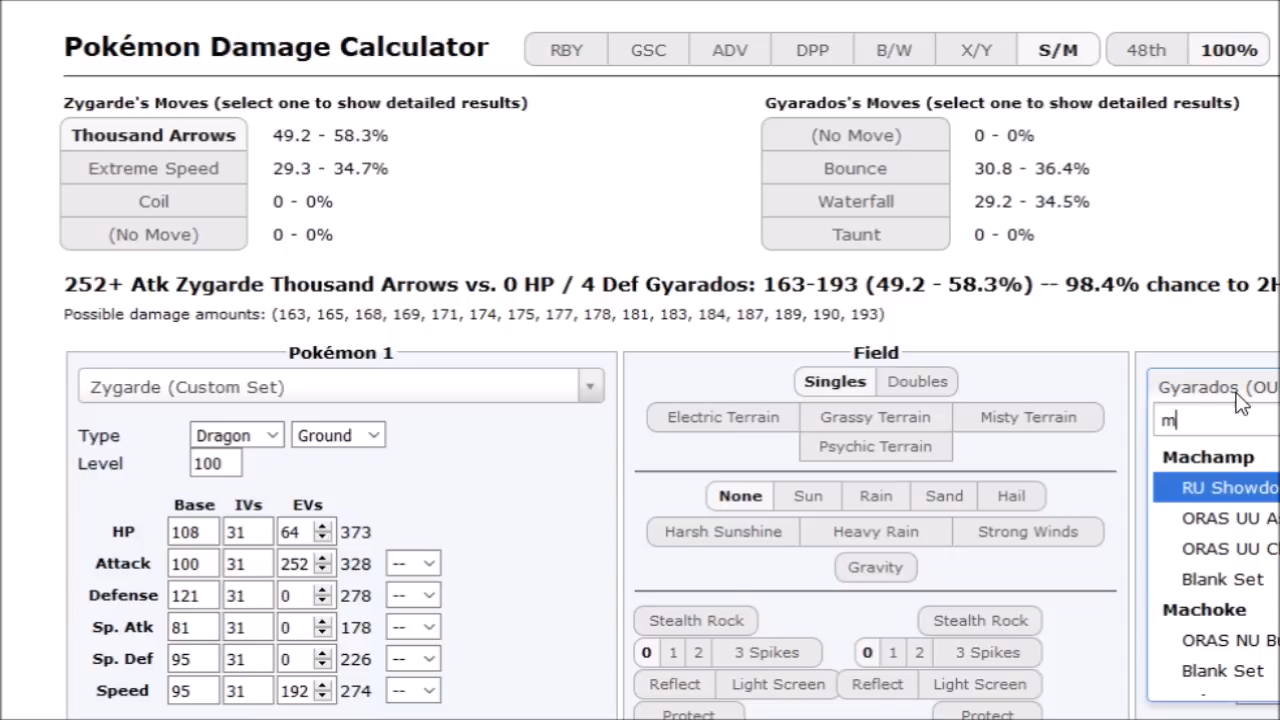 Pokémon Damage Calculator RBY GSC ADV DPP B/W X/Y S/M 48th 100%
Zygarde's Moves (select one to show detailed results) Gyarados's Moves (select one to show detailed results)
Thousand Arrows 49.2 - 58.3% (No Move) 0 - 0%
Extreme Speed 29.3 - 34.7% Bounce 30.8 - 36.4%
Coil 0 - 0% Waterfall 29.2 - 34.5%
(No Move) 0 - 0% Taunt 0 - 0%
252+ Atk Zygarde Thousand Arrows vs. 0 HP / 4 Def Gyarados: 163-193 (49.2 - 58.3%) -- 98.4% chance to 2H
Possible damage amounts: (163, 165, 168, 169, 171, 174, 175, 177, 178, 181, 183, 184, 187, 189, 190, 193)
Pokémon 1 Field
Zygarde (Custom Set) Singles Doubles Gyarados (OU
Electric Terrain Grassy Terrain Misty Terrain m
Type Dragon Ground Psychic Terrain Machamp
Level 100
RU Showdo
Base IVs EVs None Sun Rain Sand Hail ORAS UU A
HP 108 31 64 373 Harsh Sunshine Heavy Rain Strong Winds
ORAS UU C
Attack 100 31 252 328 -- Gravity Blank Set
Defense 121 31 0 278 -- Machoke
Sp. Atk 81 31 0 178 -- Stealth Rock Stealth Rock ORAS NU Bu
Sp. Def 95 31 0 226 -- 0 1 2 3 Spikes 0 1 2 3 Spikes Blank Set
Speed 95 31 192 274 -- Reflect Light Screen Reflect Light Screen
Protect Protect